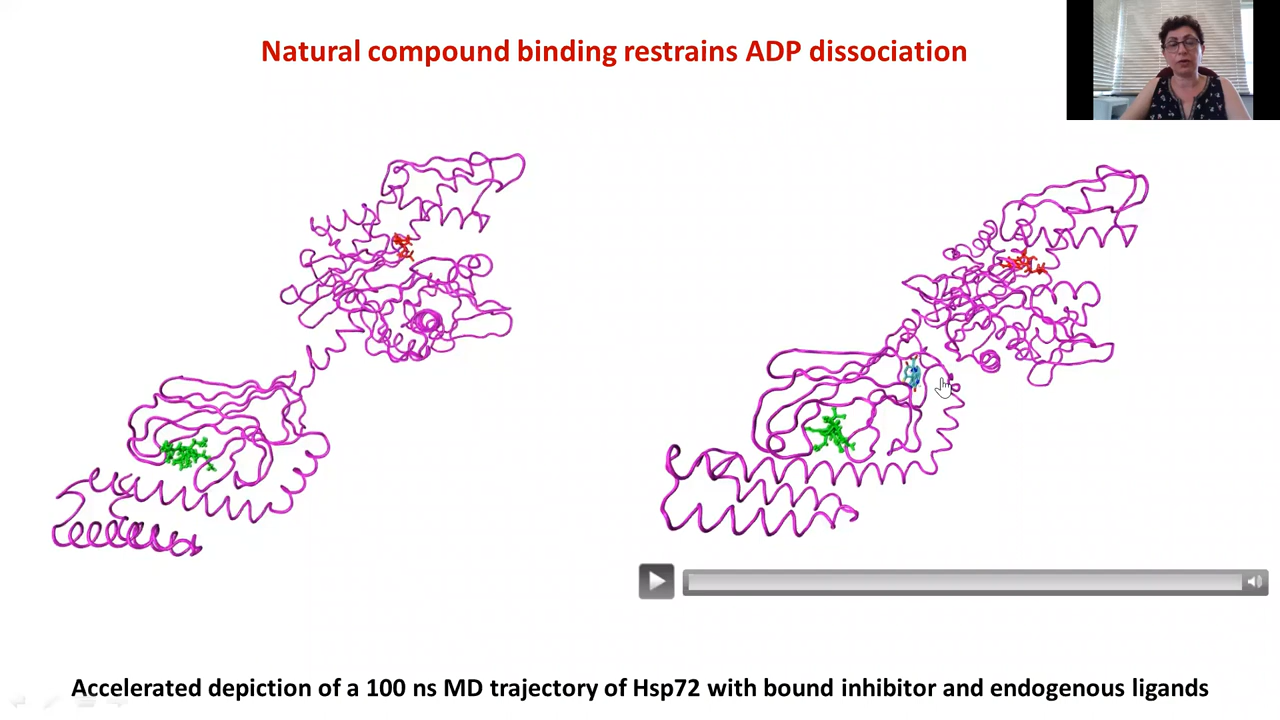 Natural compound binding restrains ADP dissociation
Accelerated depiction of a 100 ns MD trajectory of Hsp72 with bound inhibitor and endogenous ligands